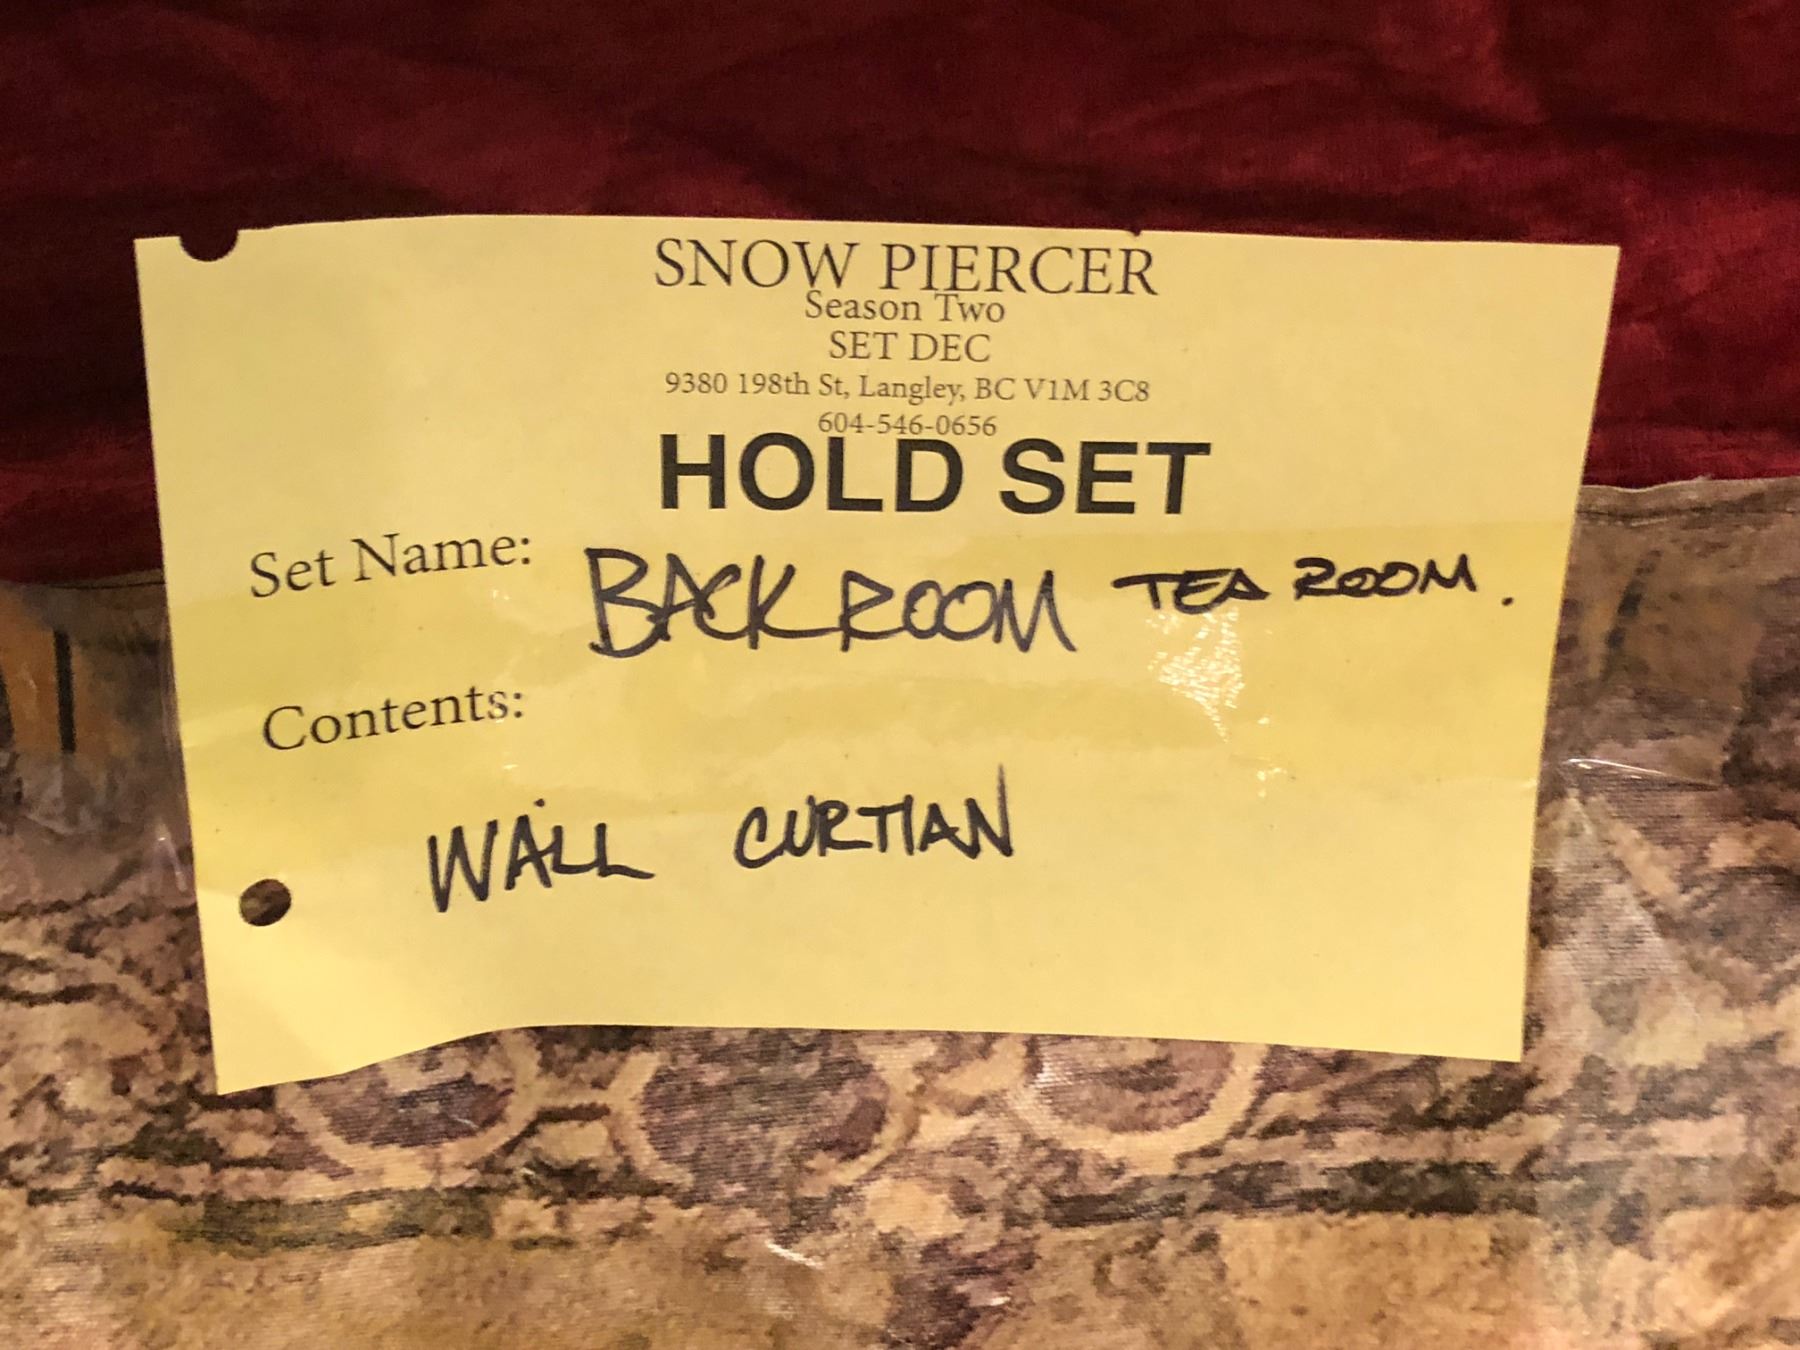 SNOW PIERCER
Season Two
SET DEC
9380 198th St, Langley, BC V1M 3C8
604-546-0656
HOLD SET
Set Name: BACK ROOM TEA ROOM.
Contents:
WALL CURTIAN